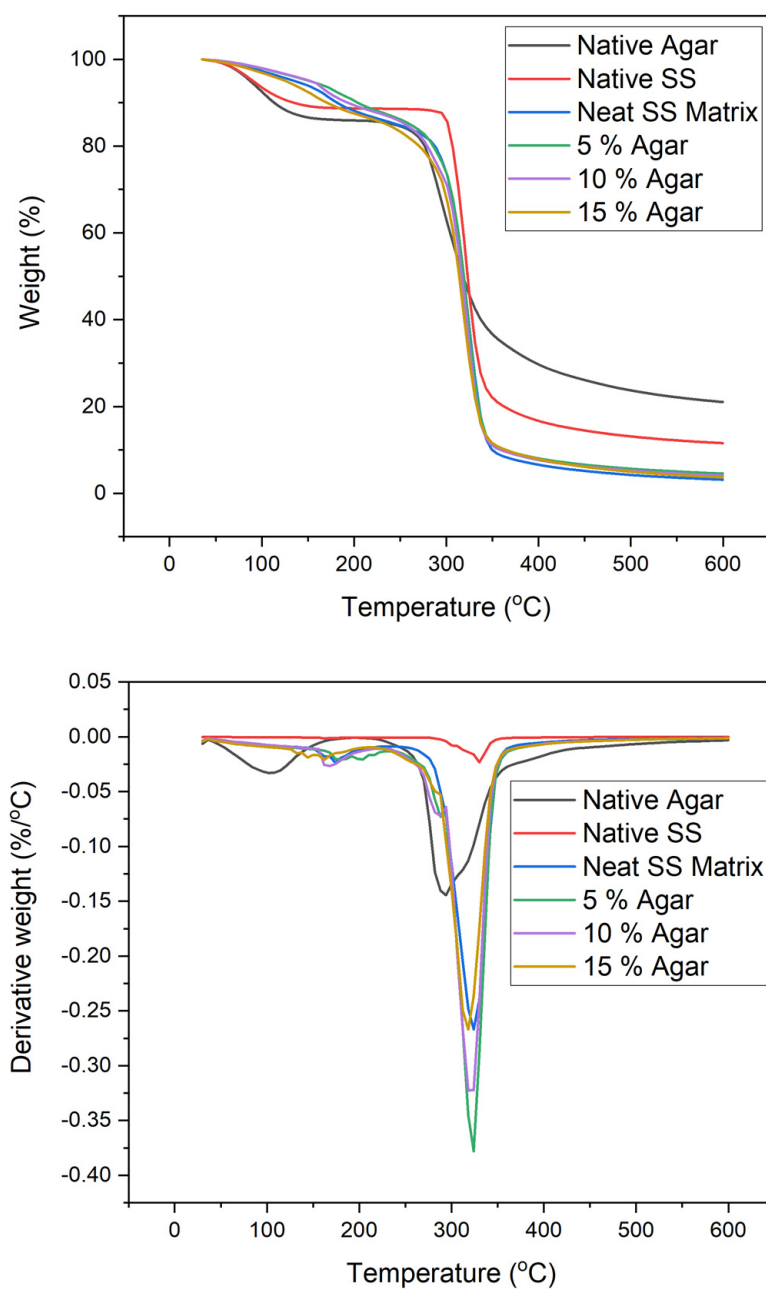 Native Agar
Native SS
Neat SS Matrix
5 % Agar
10 % Agar
15 % Agar
100
80
60
40
20
0
Weight (%)
0 100 200 300 400 500 600
Temperature (°C)
0.05
0.00
-0.05
-0.10
-0.15
-0.20
-0.25
-0.30
-0.35
-0.40
Derivative weight (%/°C)
Native Agar
Native SS
Neat SS Matrix
5 % Agar
10 % Agar
15 % Agar
0 100 200 300 400 500 600
Temperature (°C)